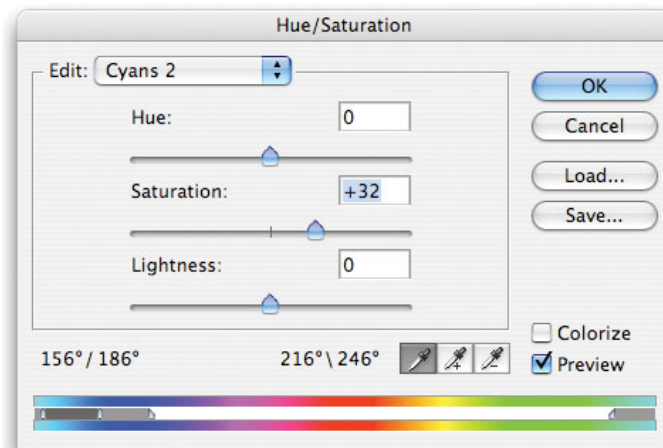 Hue/Saturation
Edit: Cyans 2
OK
Hue: 0
Cancel
Load...
Saturation: +32
Save...
Lightness: 0
Colorize
156°/186° 216°\246°
Preview